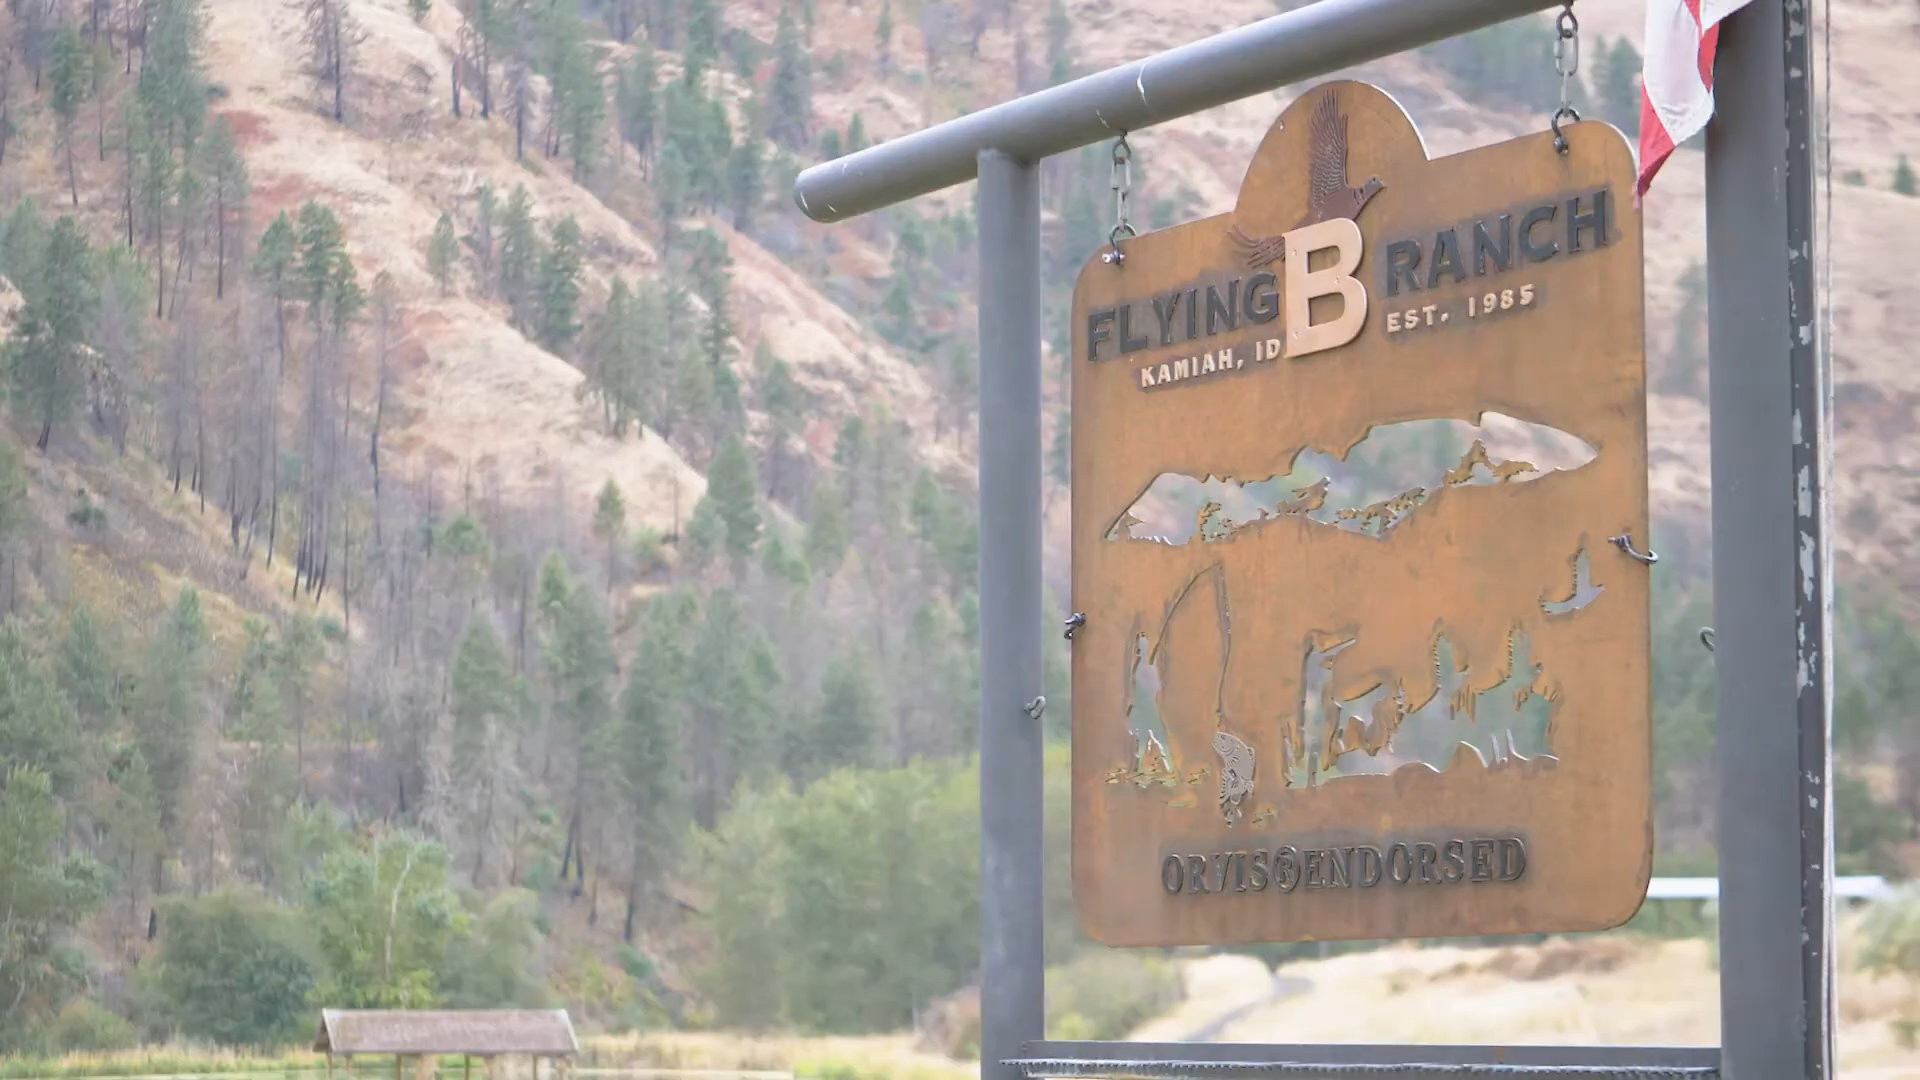 FLYING B RANCH
KAMIAH, ID EST. 1985
ORVIS®ENDORSED